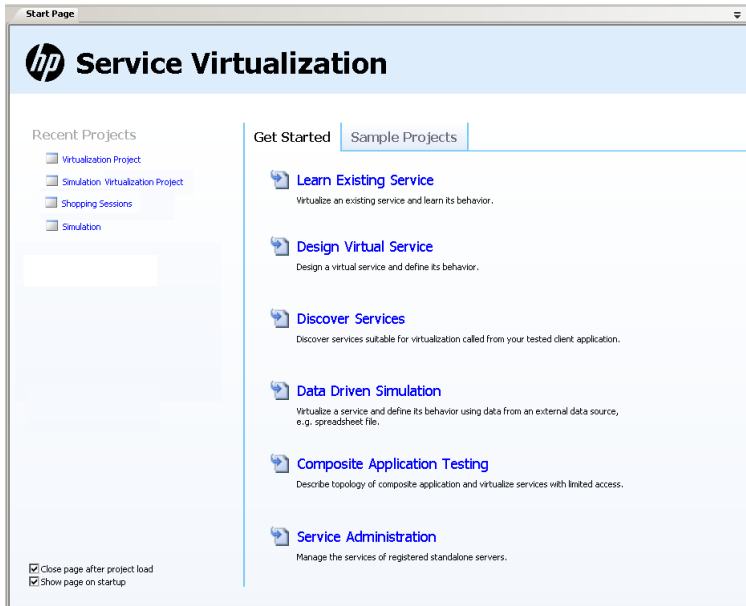 Start Page
hp Service Virtualization
Recent Projects
Virtualization Project
Simulation Virtualization Project
Shopping Sessions
Simulation
Close page after project load
Show page on startup
Get Started
Sample Projects
Learn Existing Service
Virtualize an existing service and learn its behavior.
Design Virtual Service
Design a virtual service and define its behavior.
Discover Services
Discover services suitable for virtualization called from your tested client application.
Data Driven Simulation
Virtualize a service and define its behavior using data from an external data source,
e.g. spreadsheet file.
Composite Application Testing
Describe topology of composite application and virtualize services with limited access.
Service Administration
Manage the services of registered standalone servers.